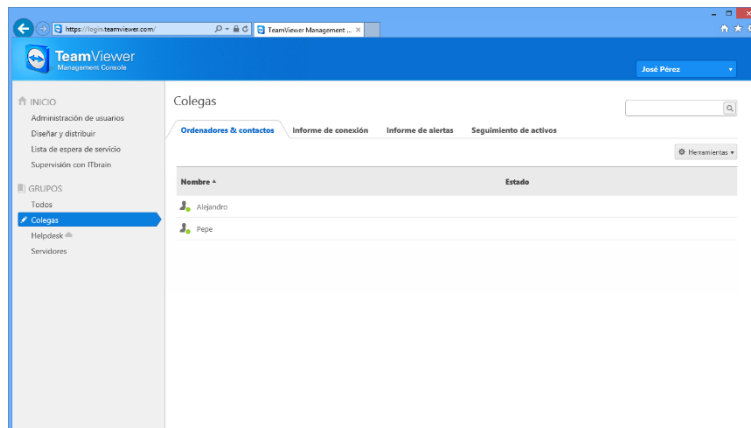 https://login.teamviewer.com/
TeamViewer Management ...
TeamViewer
Management Console
José Pérez
INICIO
Administración de usuarios
Diseñar y distribuir
Lista de espera de servicio
Supervisión con ITbrain
GRUPOS
Todos
Colegas
Helpdesk
Servidores
Colegas
Ordenadores & contactos Informe de conexión Informe de alertas Seguimiento de activos
Herramientas
Nombre Estado
Alejandro
Pepe